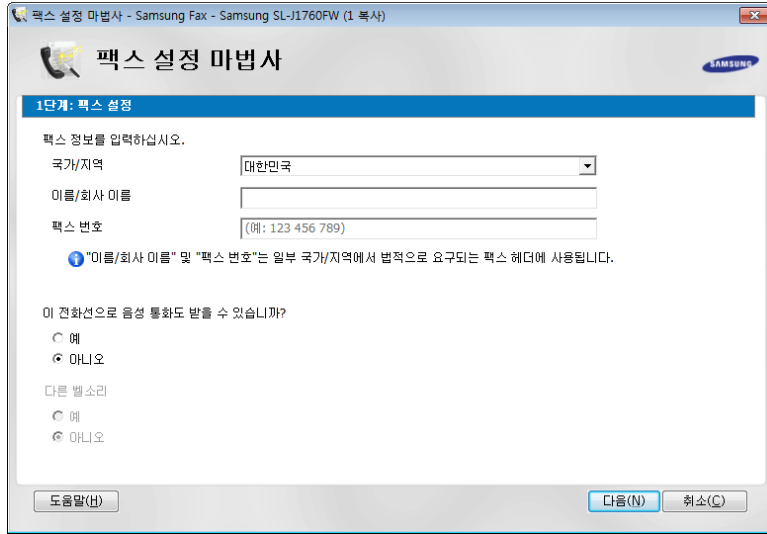 팩스 설정 마법사 - Samsung Fax - Samsung SL-J1760FW (1 복사)
팩스 설정 마법사
SAMSUNG
1단계: 팩스 설정
팩스 정보를 입력하십시오.
국가/지역 대한민국
이름/회사 이름
팩스 번호 (예: 123 456 789)
"이름/회사 이름" 및 "팩스 번호"는 일부 국가/지역에서 법적으로 요구되는 팩스 헤더에 사용됩니다.
이 전화선으로 음성 통화도 받을 수 있습니까?
예
아니오
다른 벨소리
예
아니오
도움말(H) 다음(N) 취소(C)